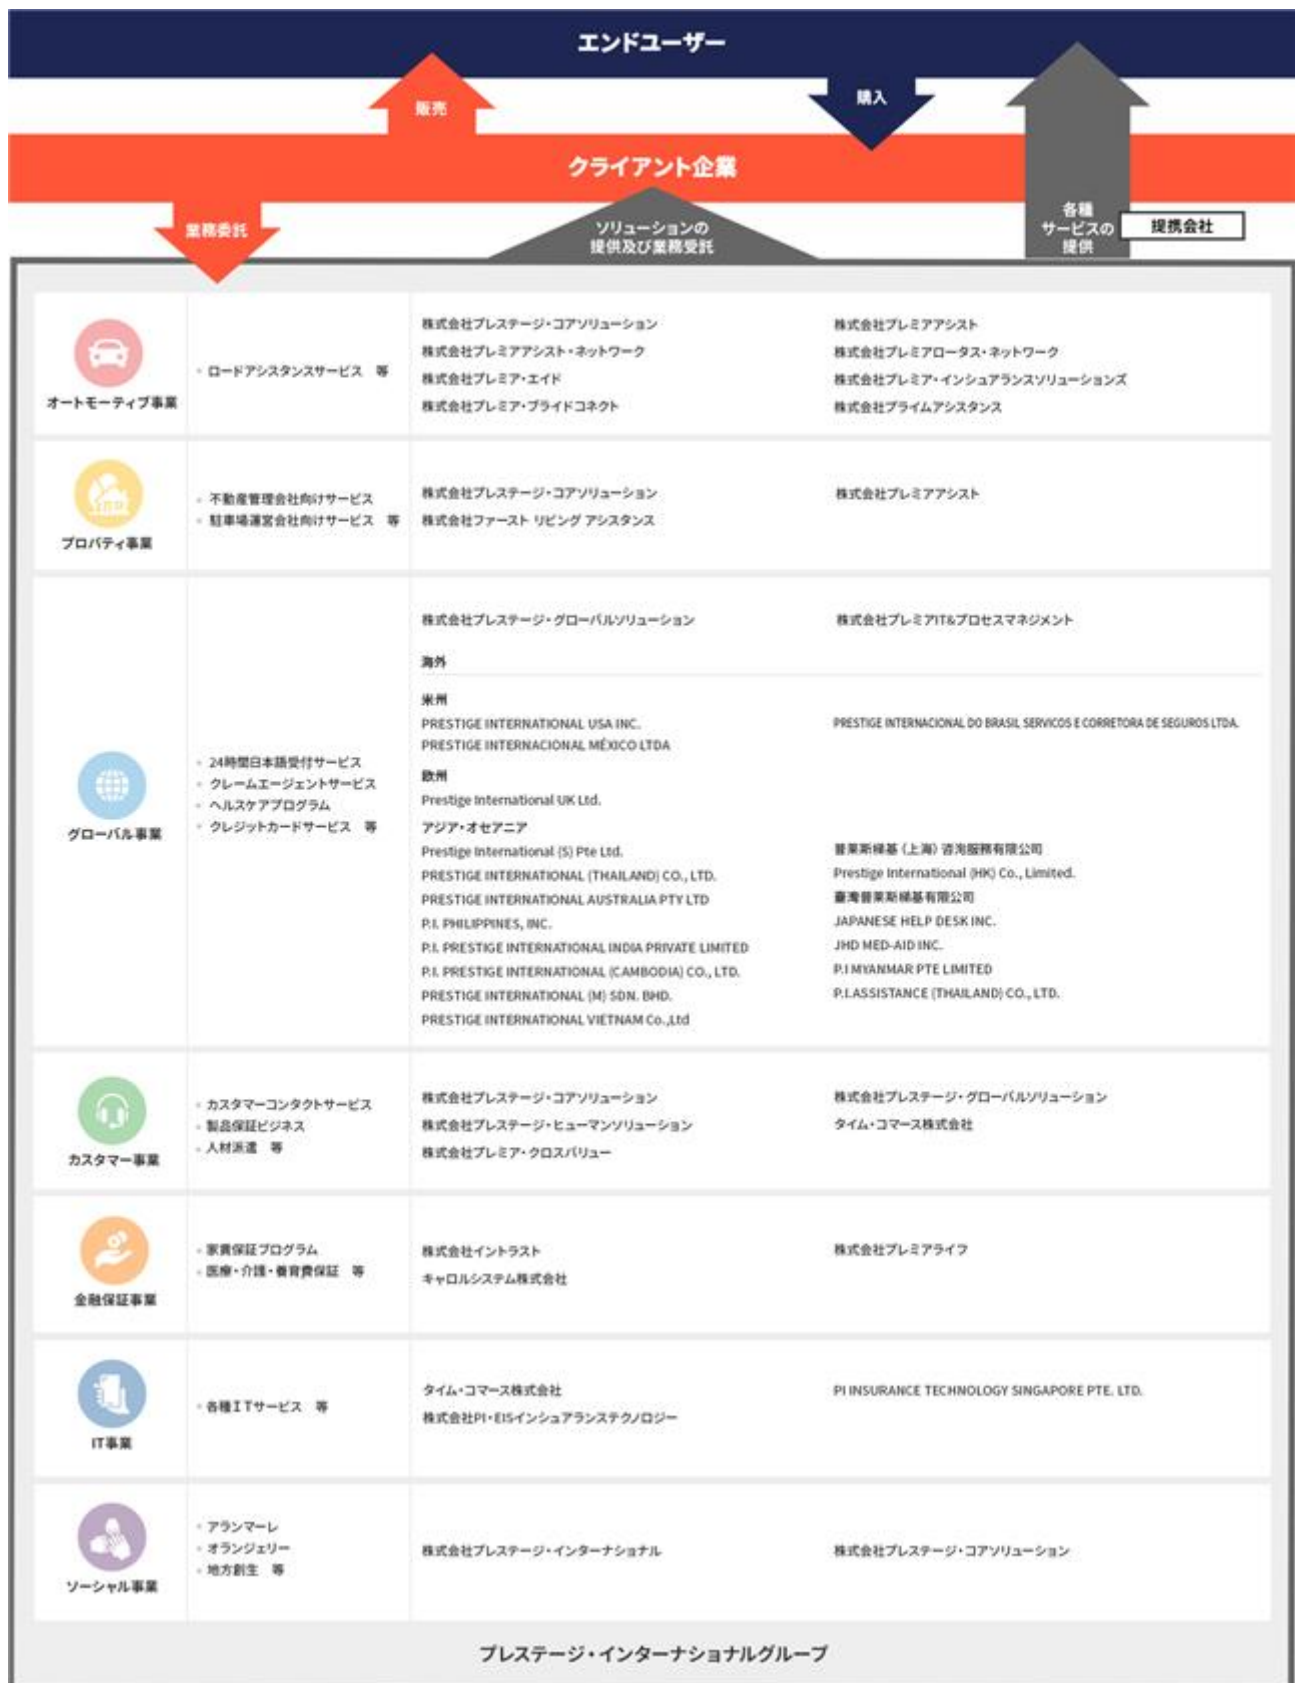 エンドユーザー
販売
購入
クライアント企業
業務委託
ソリューションの
提供及び業務受託
各種
サービスの
提供
提携会社
オートモーティブ事業
ロードアシスタンスサービス 等
株式会社プレステージ・コアソリューション
株式会社プレミアアシスト・ネットワーク
株式会社プレミア・エイド
株式会社プレミア・ブライドコネクト
株式会社プレミアアシスト
株式会社プレミアロータス・ネットワーク
株式会社プレミア・インシュアランスソリューションズ
株式会社プライムアシスタンス
プロパティ事業
不動産管理会社向けサービス
駐車場運営会社向けサービス 等
株式会社プレステージ・コアソリューション
株式会社ファースト リビング アシスタンス
株式会社プレミアアシスト
グローバル事業
24時間日本語受付サービス
クレームエージェントサービス
ヘルスケアプログラム
クレジットカードサービス 等
株式会社プレステージ・グローバルソリューション
株式会社プレミアIT&プロセスマネジメント
海外
米州
PRESTIGE INTERNATIONAL USA INC.
PRESTIGE INTERNACIONAL MÉXICO LTDA
PRESTIGE INTERNACIONAL DO BRASIL SERVICOS E CORRETORA DE SEGUROS LTDA.
欧州
Prestige International UK Ltd.
アジア・オセアニア
Prestige International (S) Pte Ltd.
PRESTIGE INTERNATIONAL (THAILAND) CO., LTD.
PRESTIGE INTERNATIONAL AUSTRALIA PTY LTD
P.I. PHILIPPINES, INC.
P.I. PRESTIGE INTERNATIONAL INDIA PRIVATE LIMITED
P.I. PRESTIGE INTERNATIONAL (CAMBODIA) CO., LTD.
PRESTIGE INTERNATIONAL (M) SDN. BHD.
PRESTIGE INTERNATIONAL VIETNAM Co.,Ltd
普莱斯梯基（上海）咨询服務有限公司
Prestige International (HK) Co., Limited.
臺灣普莱斯梯基有限公司
JAPANESE HELP DESK INC.
JHD MED-AID INC.
P.I MYANMAR PTE LIMITED
P.I.ASSISTANCE (THAILAND) CO., LTD.
カスタマー事業
カスタマーコンタクトサービス
製品保証ビジネス
人材派遣 等
株式会社プレステージ・コアソリューション
株式会社プレステージ・ヒューマンソリューション
株式会社プレミア・クロスバリュー
株式会社プレステージ・グローバルソリューション
タイム・コマース株式会社
金融保証事業
家賃保証プログラム
医療・介護・養育費保証 等
株式会社イントラスト
キャロルシステム株式会社
株式会社プレミアライフ
IT事業
各種ITサービス 等
タイム・コマース株式会社
株式会社PI・EISインシュアランステクノロジー
PI INSURANCE TECHNOLOGY SINGAPORE PTE. LTD.
ソーシャル事業
アランマーレ
オランジェリー
地方創生 等
株式会社プレステージ・インターナショナル
株式会社プレステージ・コアソリューション
プレステージ・インターナショナルグループ